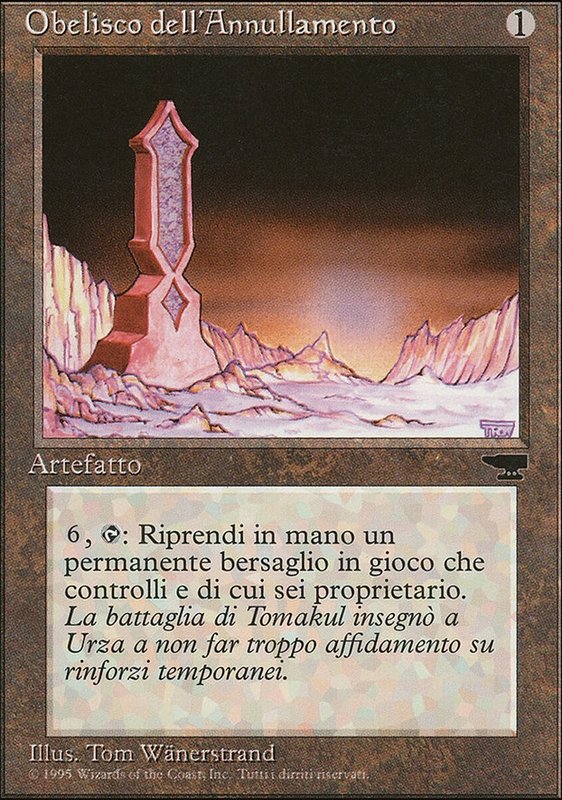 Obelisco dell'Annullamento 1
Artefatto
6, : Riprendi in mano un
permanente bersaglio in gioco che
controlli e di cui sei proprietario.
La battaglia di Tomakul insegnò a
Urza a non far troppo affidamento su
rinforzi temporanei.
Illus. Tom Wänerstrand
© 1995 Wizards of the Coast, Inc. Tutti i dirriti riservati.